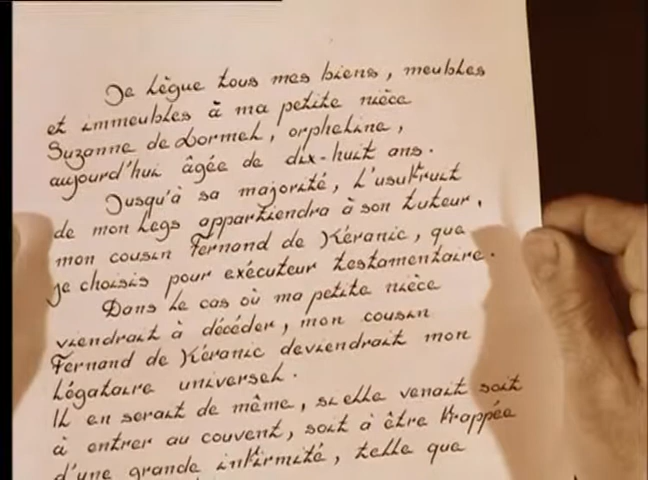 Je lègue tous mes biens, meubles
et immeubles à ma petite nièce
Suzanne de Lormel, orpheline,
aujourd'hui âgée de dix-huit ans.
Jusqu'à sa majorité, l'usufruit
de mon legs appartiendra à son tuteur,
mon cousin Fernand de Kéranic, que
je choisis pour exécuteur testamentaire.
Dans le cas où ma petite nièce
viendrait à décéder, mon cousin
Fernand de Kéranic deviendrait mon
légataire universel.
Il en serait de même, si elle venait soit
à entrer au couvent, soit à être frappée
d'une grande infirmité, telle que